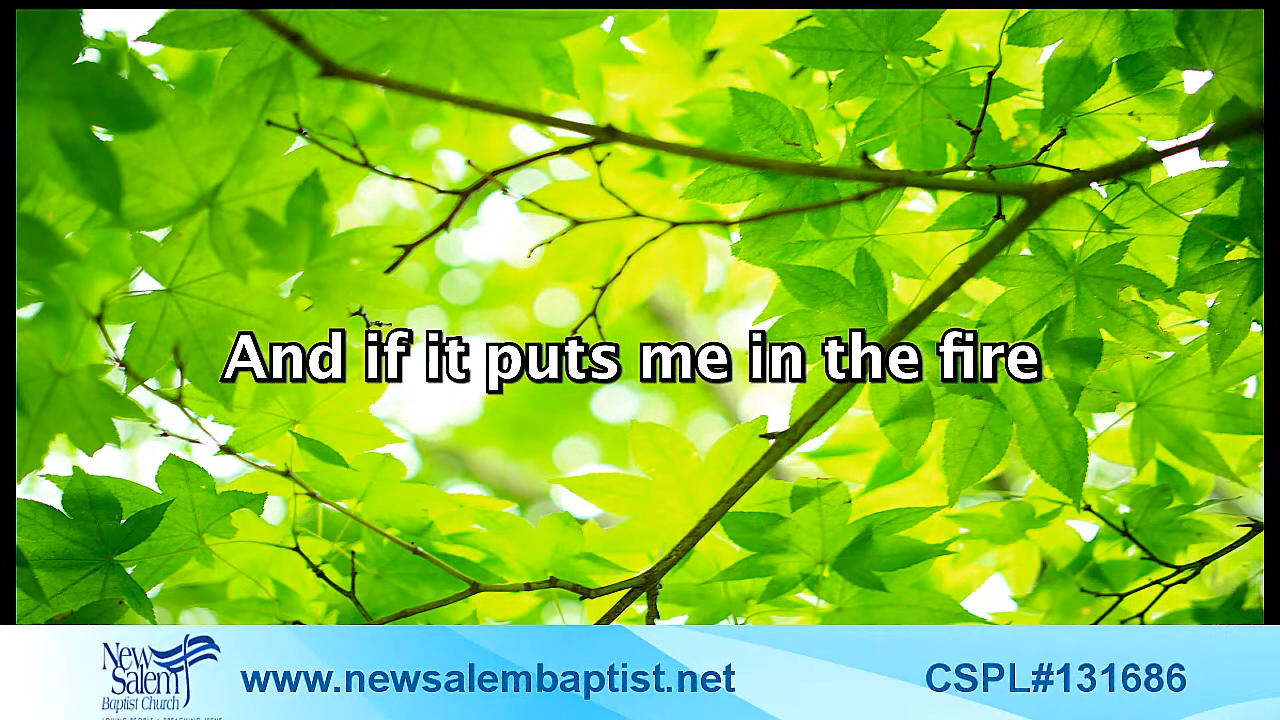 And if it puts me in the fire
New
Salem
Baptist Church
www.newsalembaptist.net
CSPL#131686